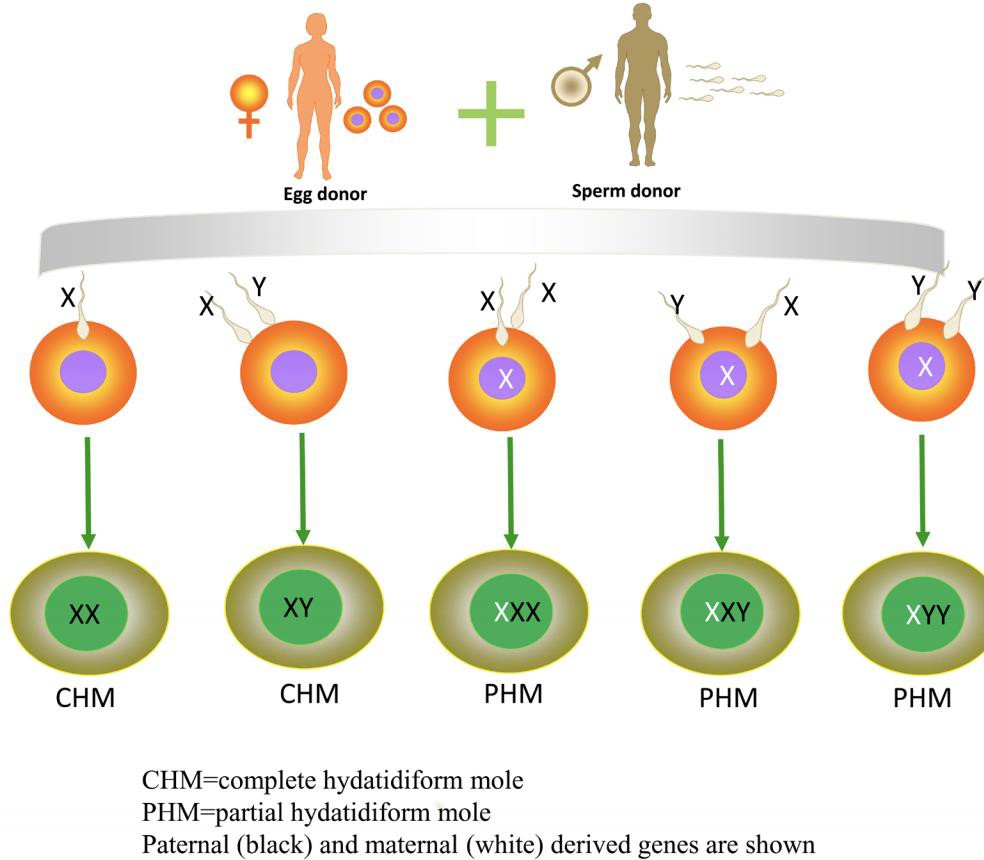 Egg donor
Sperm donor
X
X Y
X X
Y X
Y Y
X
X
X
XX
XY
XXX
XXY
XYY
CHM
CHM
PHM
PHM
PHM
CHM=complete hydatidiform mole
PHM=partial hydatidiform mole
Paternal (black) and maternal (white) derived genes are shown